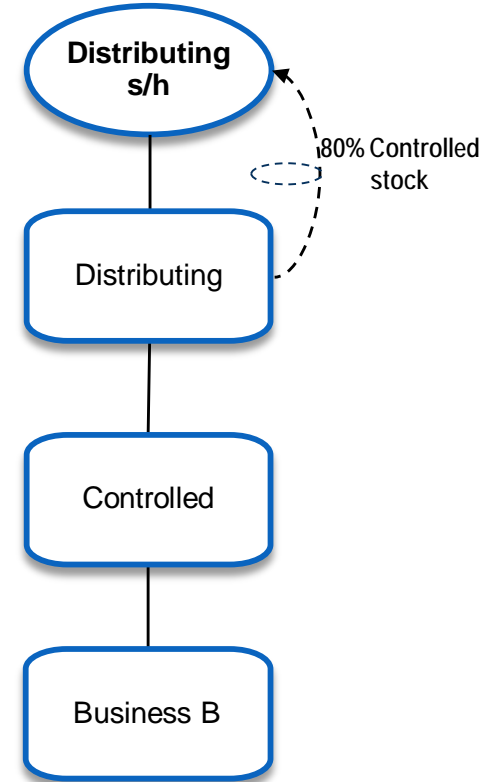 Distributing
s/h
80% Controlled
stock
Distributing
Controlled
Business B